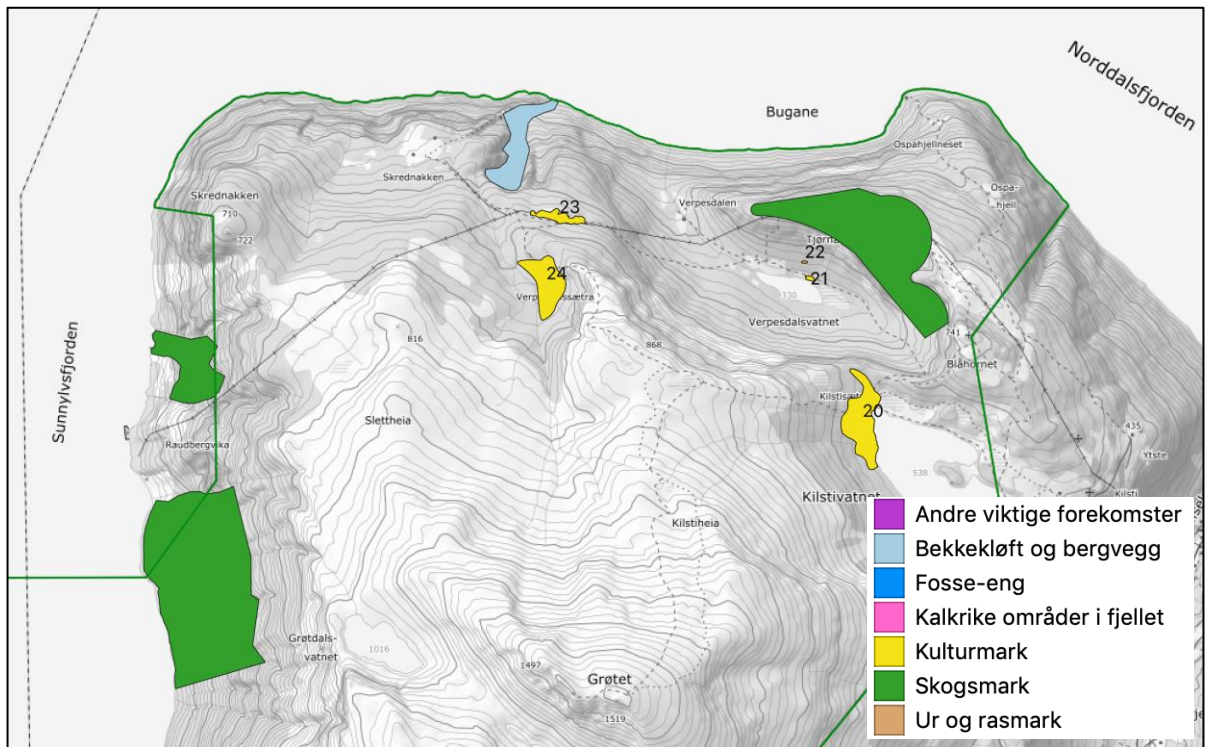 Norddalsfjorden
Bugane
Ospahjellneset
Skrednakken
Skrednakken
710
722
23
Verpesdalen
Ospa-
hjell
22
24
21
330
Verpesdalsvatnet
741
Blåhornet
816
868
Sunnylvsfjorden
Slettheia
20
435
Ytste
Kilsti
Raudbergvika
538
Kilstivatnet
Kilstiheia
Grøtdals-
vatnet
1016
1497
Grøtet
1519
Andre viktige forekomster
Bekkekløft og bergvegg
Fosse-eng
Kalkrike områder i fjellet
Kulturmark
Skogsmark
Ur og rasmark